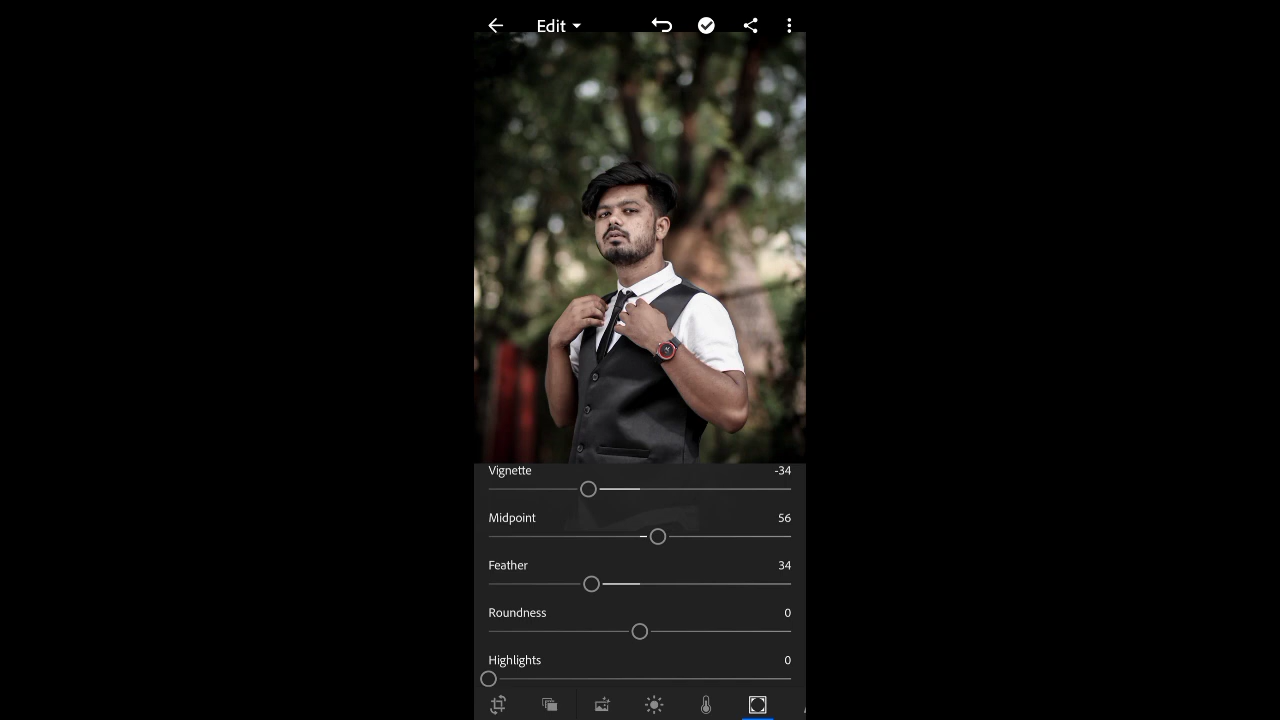 Edit
Vignette -34
Midpoint 56
Feather 34
Roundness 0
Highlights 0